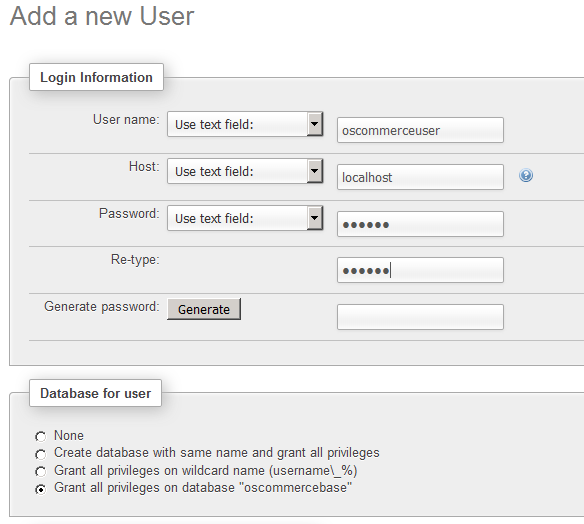 Add a new User
Login Information
User name: Use text field: oscommerceuser
Host: Use text field: localhost
Password: Use text field: ●●●●●●
Re-type: ●●●●●●
Generate password: Generate
Database for user
None
Create database with same name and grant all privileges
Grant all privileges on wildcard name (username\_%)
Grant all privileges on database "oscommercebase"